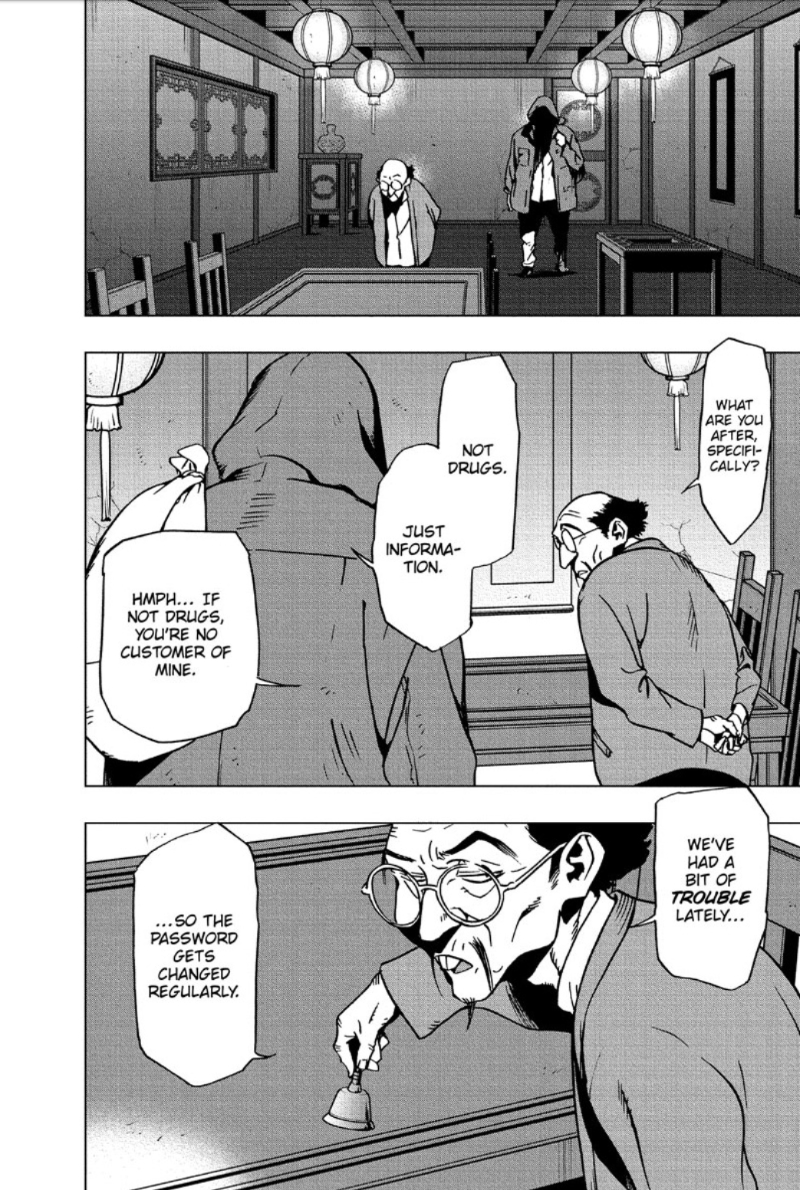 WHAT
ARE YOU
AFTER,
SPECIFI-
CALLY?
NOT
DRUGS.
JUST
INFORMA-
TION.
HMPH... IF
NOT DRUGS,
YOU'RE NO
CUSTOMER OF
MINE.
WE'VE
HAD A
BIT OF
TROUBLE
LATELY...
...SO THE
PASSWORD
GETS
CHANGED
REGULARLY.